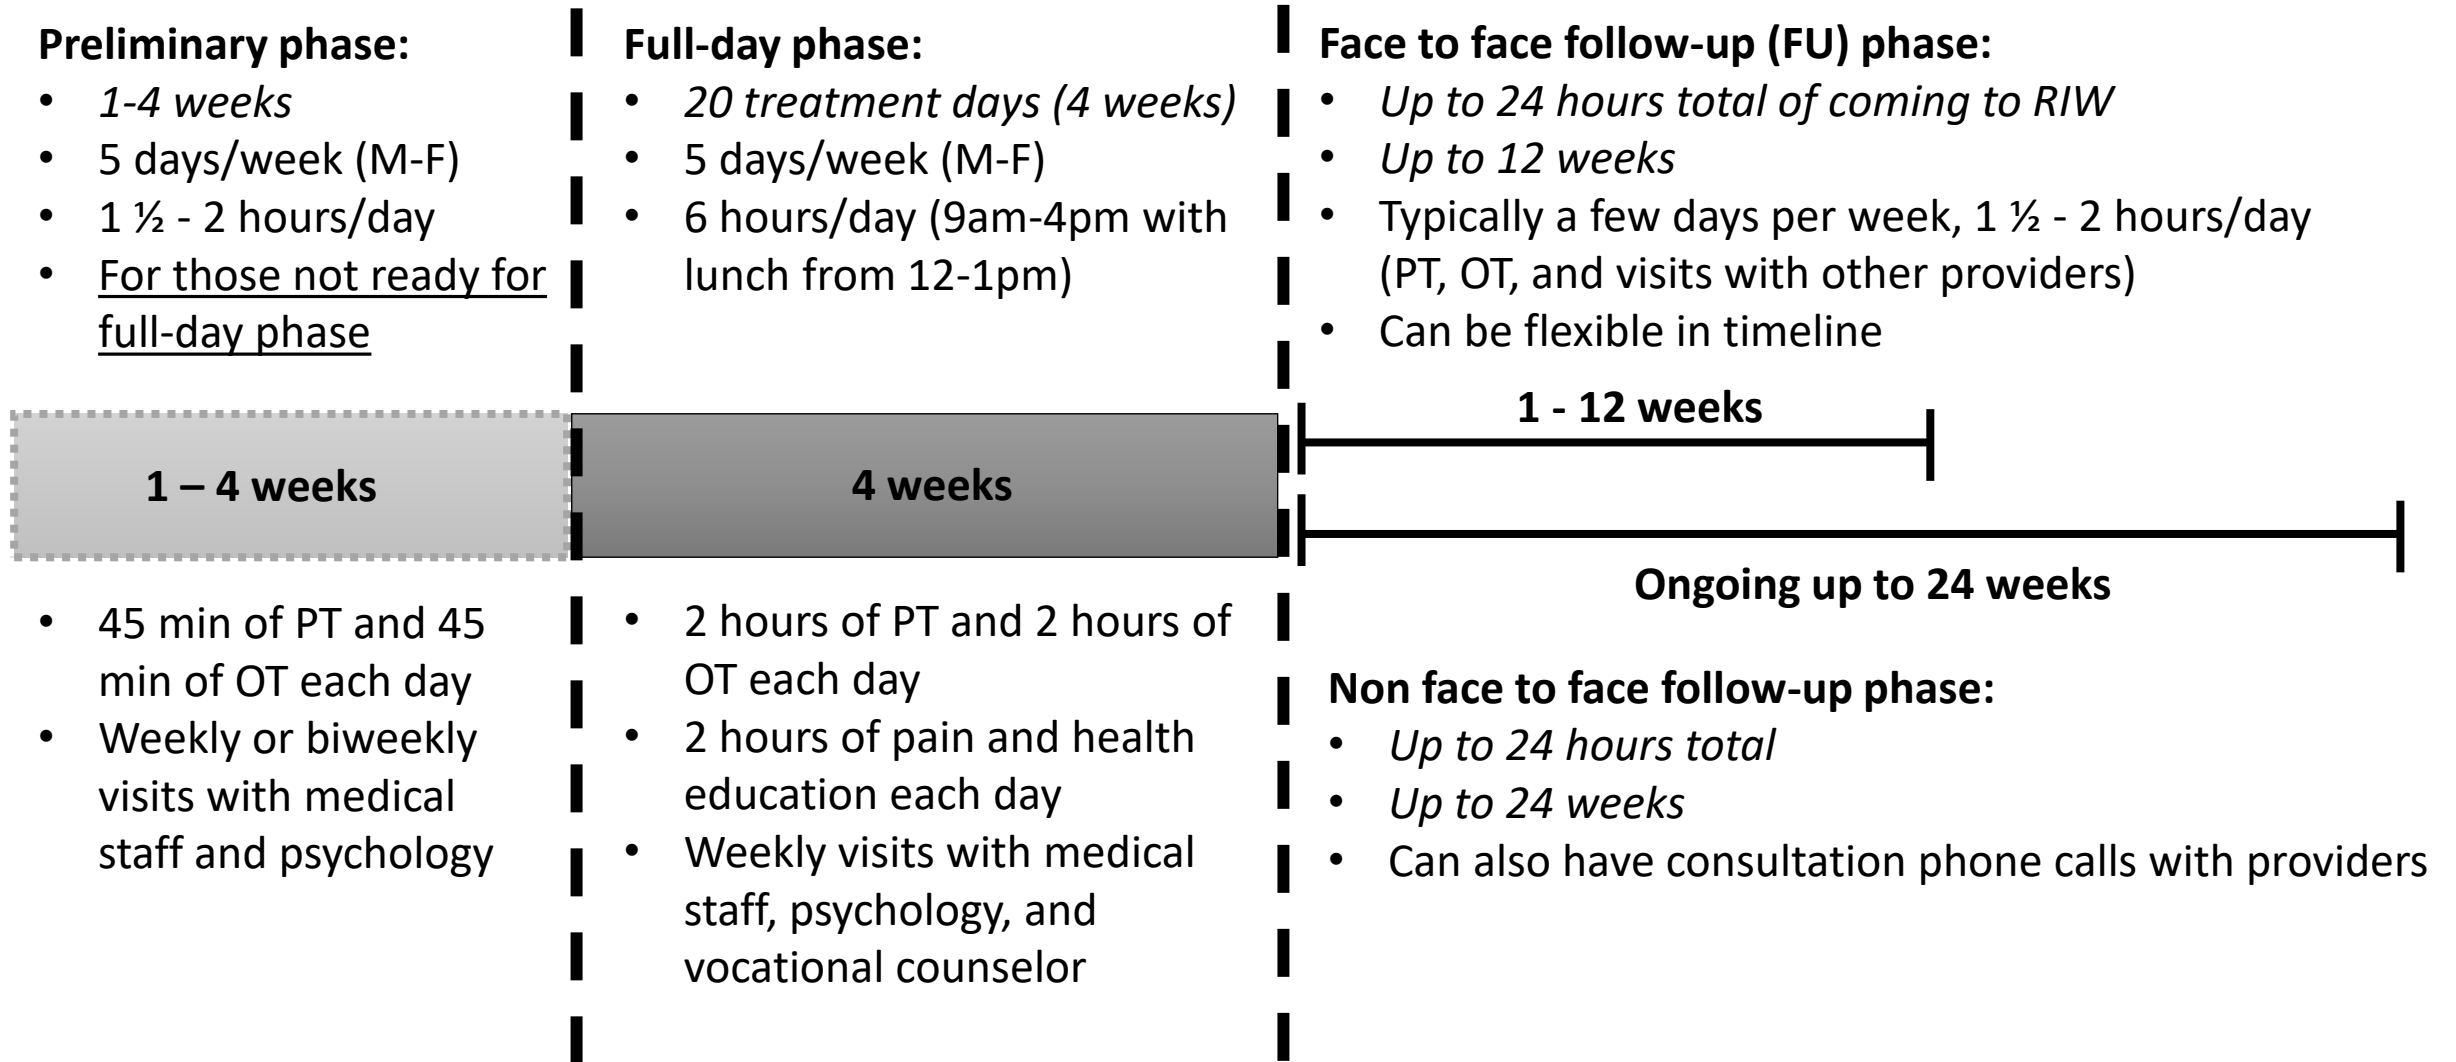 Preliminary phase:
• 1-4 weeks
• 5 days/week (M-F)
• 1 ½ - 2 hours/day
• For those not ready for
full-day phase
1 – 4 weeks
• 45 min of PT and 45
min of OT each day
• Weekly or biweekly
visits with medical
staff and psychology
Full-day phase:
• 20 treatment days (4 weeks)
• 5 days/week (M-F)
• 6 hours/day (9am-4pm with
lunch from 12-1pm)
4 weeks
• 2 hours of PT and 2 hours of
OT each day
• 2 hours of pain and health
education each day
• Weekly visits with medical
staff, psychology, and
vocational counselor
Face to face follow-up (FU) phase:
• Up to 24 hours total of coming to RIW
• Up to 12 weeks
• Typically a few days per week, 1 ½ - 2 hours/day
(PT, OT, and visits with other providers)
• Can be flexible in timeline
1 - 12 weeks
Ongoing up to 24 weeks
Non face to face follow-up phase:
• Up to 24 hours total
• Up to 24 weeks
• Can also have consultation phone calls with providers